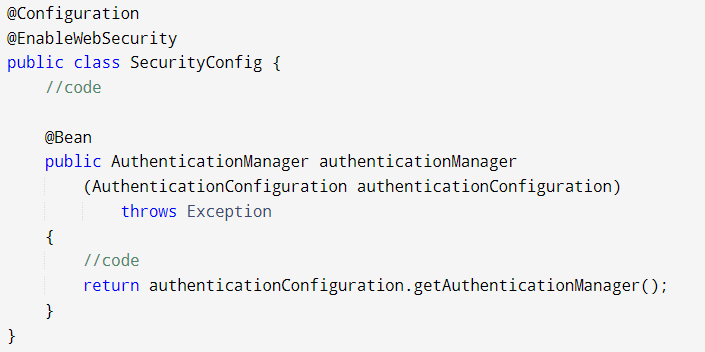 @Configuration
@EnableWebSecurity
public class SecurityConfig {
//code
@Bean
public AuthenticationManager authenticationManager
(AuthenticationConfiguration authenticationConfiguration)
throws Exception
{
//code
return authenticationConfiguration.getAuthenticationManager();
}
}